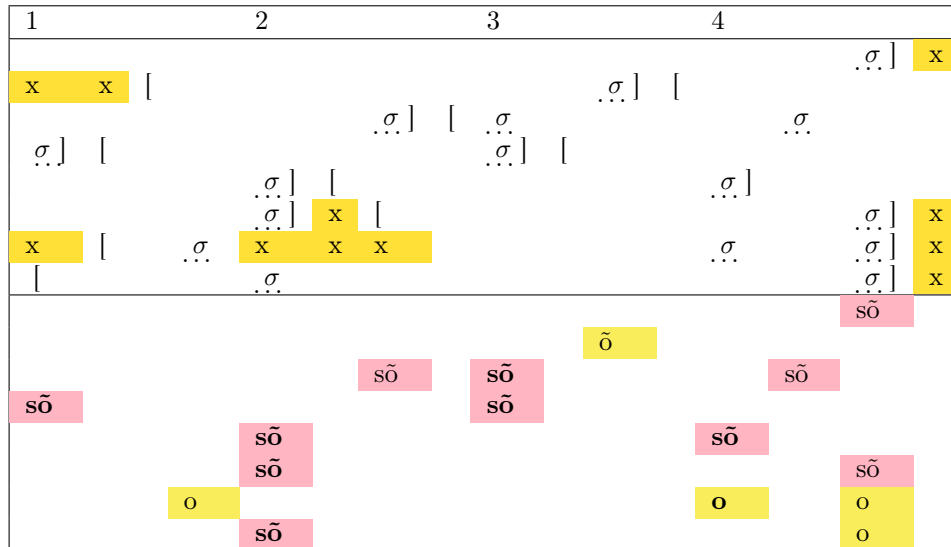 1 2 3 4
σ... ] x
x x [ σ... ] [
σ... ] [ σ... σ...
σ... ] [ σ... ] [
σ... ] [ σ... ]
σ... ] x [ σ... ] x
x [ σ... x x x σ... σ... ] x
[ σ... σ... ] x
sõ
õ
sõ sõ sõ
sõ sõ
sõ sõ
sõ sõ
o o o
sõ o